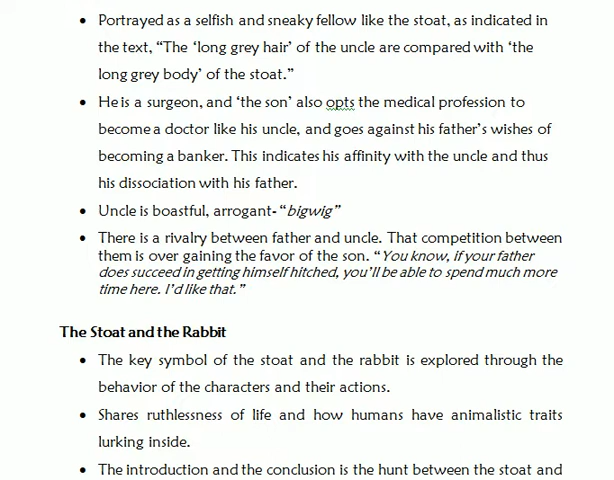 • Portrayed as a selfish and sneaky fellow like the stoat, as indicated in
the text, “The ‘long grey hair’ of the uncle are compared with ‘the
long grey body’ of the stoat.”
• He is a surgeon, and ‘the son’ also opts the medical profession to
become a doctor like his uncle, and goes against his father’s wishes of
becoming a banker. This indicates his affinity with the uncle and thus
his dissociation with his father.
• Uncle is boastful, arrogant- “bigwig”
• There is a rivalry between father and uncle. That competition between
them is over gaining the favor of the son. “You know, if your father
does succeed in getting himself hitched, you’ll be able to spend much more
time here. I’d like that.”
The Stoat and the Rabbit
• The key symbol of the stoat and the rabbit is explored through the
behavior of the characters and their actions.
• Shares ruthlessness of life and how humans have animalistic traits
lurking inside.
• The introduction and the conclusion is the hunt between the stoat and